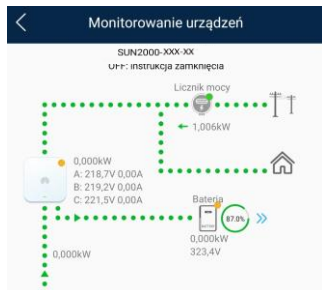 Monitorowanie urządzeń
SUN2000-XXX-XX
OFF: instrukcja zamknięcia
Licznik mocy
1,006kW
0,000kW
A: 218,7V 0,00A
B: 219,2V 0,00A
C: 221,5V 0,00A
Bateria
87.0%
0,000kW
323,4V
0,000kW